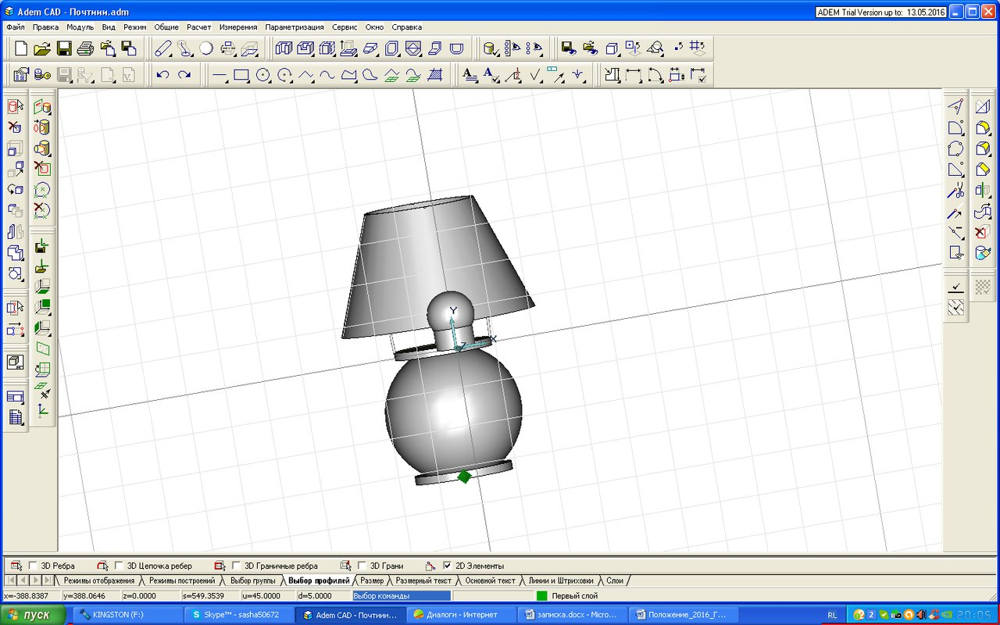 Adem CAD - Почтиии.adm
ADEM Trial Version up to: 13.05.2016
Файл Правка Модуль Вид Режим Общие Расчет Измерения Параметризация Сервис Окно Справка
Y
X
Z
3D Ребра 3D Цепочка ребер 3D Граничные ребра 3D Грани 2D Элементы
Режимы отображения Режимы построений Выбор группы Выбор профилей Размер Размерный текст Основной текст Линии и Штриховки Слои
x=-388.8387 y=388.0646 z=0.0000 s=549.3539 u=45.0000 d=5.0000 Выбор команды Первый слой
пуск KINGSTON (F:) Skype™ - sasha50672 Adem CAD - Почтиии... Диалоги - Интернет записка.docx - Micro... Положение_2016_Г... RL 2 20:05